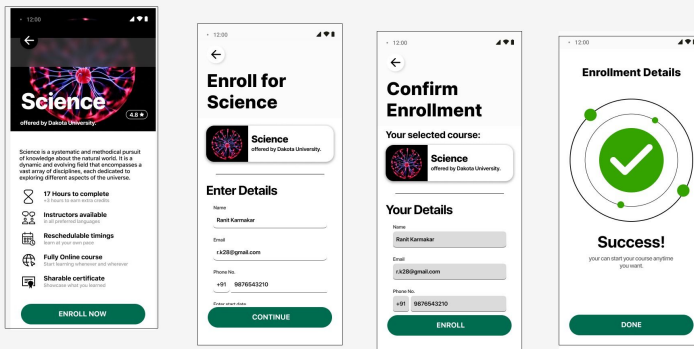 12:00
Science
4.8 ★
offered by Dakota University.
Science is a systematic and methodical pursuit
of knowledge about the natural world. It is a
dynamic and evolving field that encompasses a
vast array of disciplines, each dedicated to
exploring different aspects of the universe.
17 Hours to complete
+3 hours to earn extra credits
Instructors available
in all preferred languages
Reschedulable timings
learn at your own pace
Fully Online course
Start learning wherever and whenever
Sharable certificate
Showcase what you learned
ENROLL NOW
12:00
Enroll for
Science
Science
offered by Dakota University.
Enter Details
Name
Ranit Karmakar
Email
r.k28@gmail.com
Phone No.
+91 9876543210
Enter start date
CONTINUE
12:00
Confirm
Enrollment
Your selected course:
Science
offered by Dakota University.
Your Details
Name
Ranit Karmakar
Email
r.k28@gmail.com
Phone No.
+91 9876543210
ENROLL
12:00
Enrollment Details
Success!
your can start your course anytime
you want.
DONE